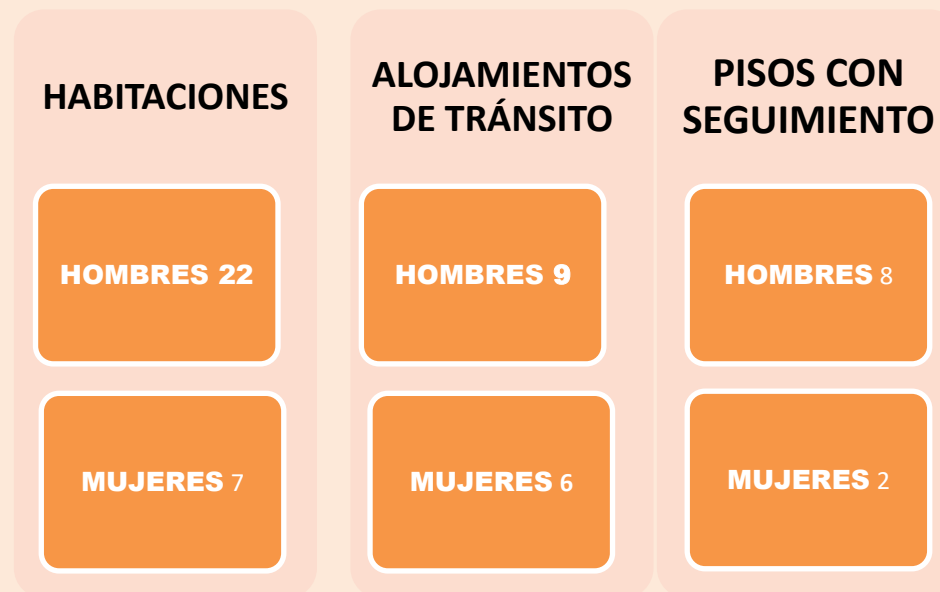 HABITACIONES
HOMBRES 22
MUJERES 7
ALOJAMIENTOS
DE TRÁNSITO
HOMBRES 9
MUJERES 6
PISOS CON
SEGUIMIENTO
HOMBRES 8
MUJERES 2